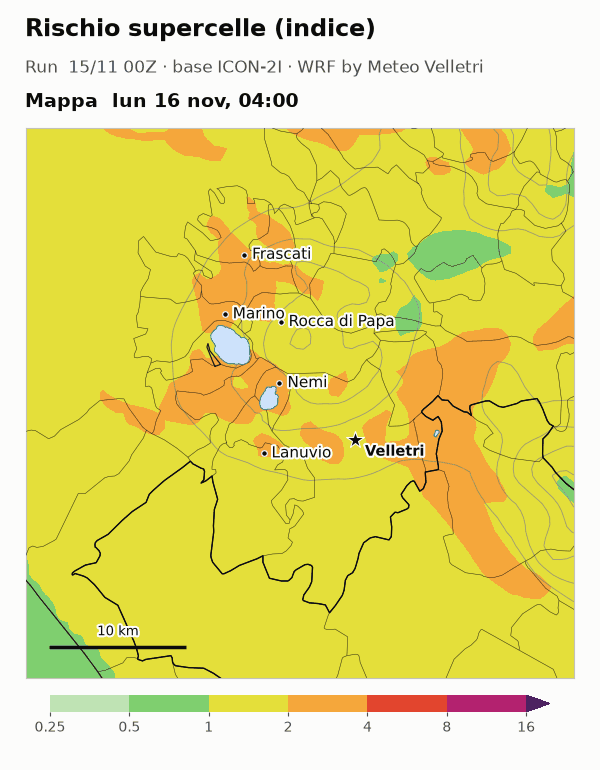 Rischio supercelle (indice)
Run  15/11 00Z · base ICON-2I · WRF by Meteo Velletri
Mappa  lun 16 nov, 04:00
Frascati
Marino
Rocca di Papa
Nemi
Velletri
Lanuvio
10 km
0.25 0.5 1 2 4 8 16